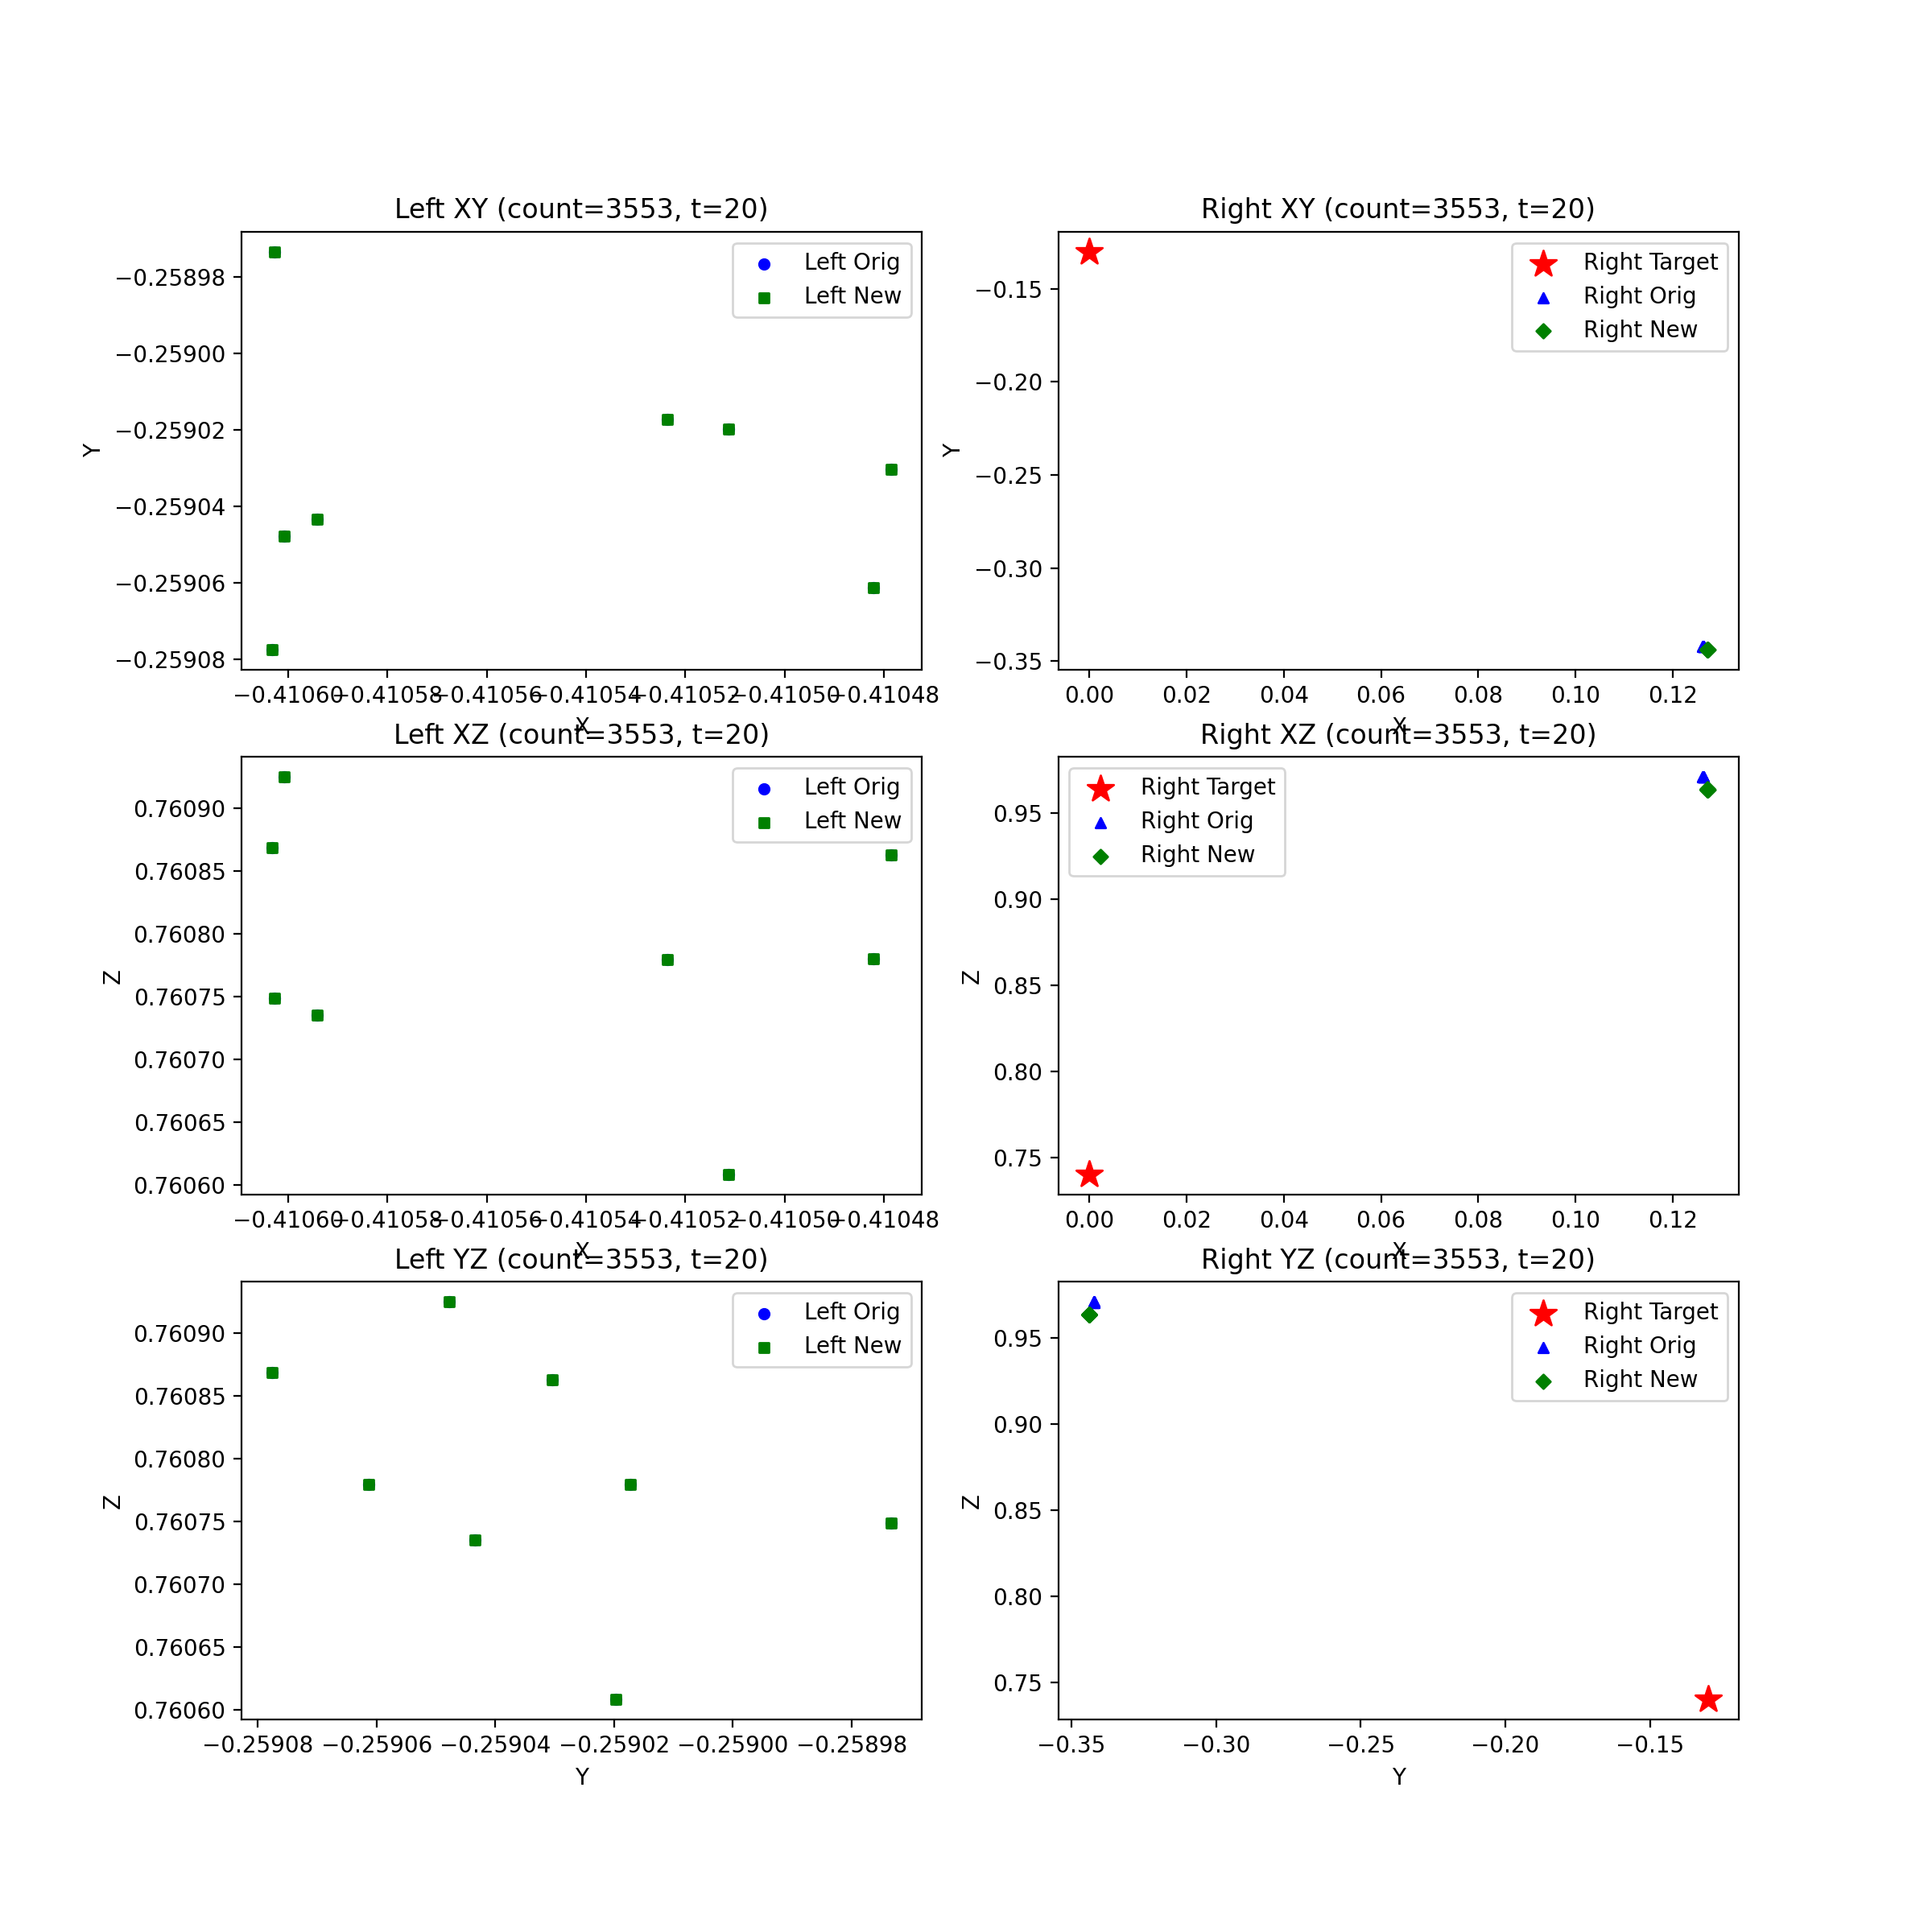 Left XY (count=3553, t=20)
Right XY (count=3553, t=20)
Left Orig
Left New
Right Target
Right Orig
Right New
−0.25898
−0.25900
−0.25902
−0.25904
−0.25906
−0.25908
Y
−0.15
−0.20
−0.25
−0.30
−0.35
Y
−0.41060 −0.41058 −0.41056 −0.41054 −0.41052 −0.41050 −0.41048
X
0.00 0.02 0.04 0.06 0.08 0.10 0.12
X
Left XZ (count=3553, t=20)
Right XZ (count=3553, t=20)
Left Orig
Left New
Right Target
Right Orig
Right New
0.76090
0.76085
0.76080
0.76075
0.76070
0.76065
0.76060
Z
0.95
0.90
0.85
0.80
0.75
Z
−0.41060 −0.41058 −0.41056 −0.41054 −0.41052 −0.41050 −0.41048
X
0.00 0.02 0.04 0.06 0.08 0.10 0.12
X
Left YZ (count=3553, t=20)
Right YZ (count=3553, t=20)
Left Orig
Left New
Right Target
Right Orig
Right New
0.76090
0.76085
0.76080
0.76075
0.76070
0.76065
0.76060
Z
0.95
0.90
0.85
0.80
0.75
Z
−0.25908 −0.25906 −0.25904 −0.25902 −0.25900 −0.25898
Y
−0.35 −0.30 −0.25 −0.20 −0.15
Y